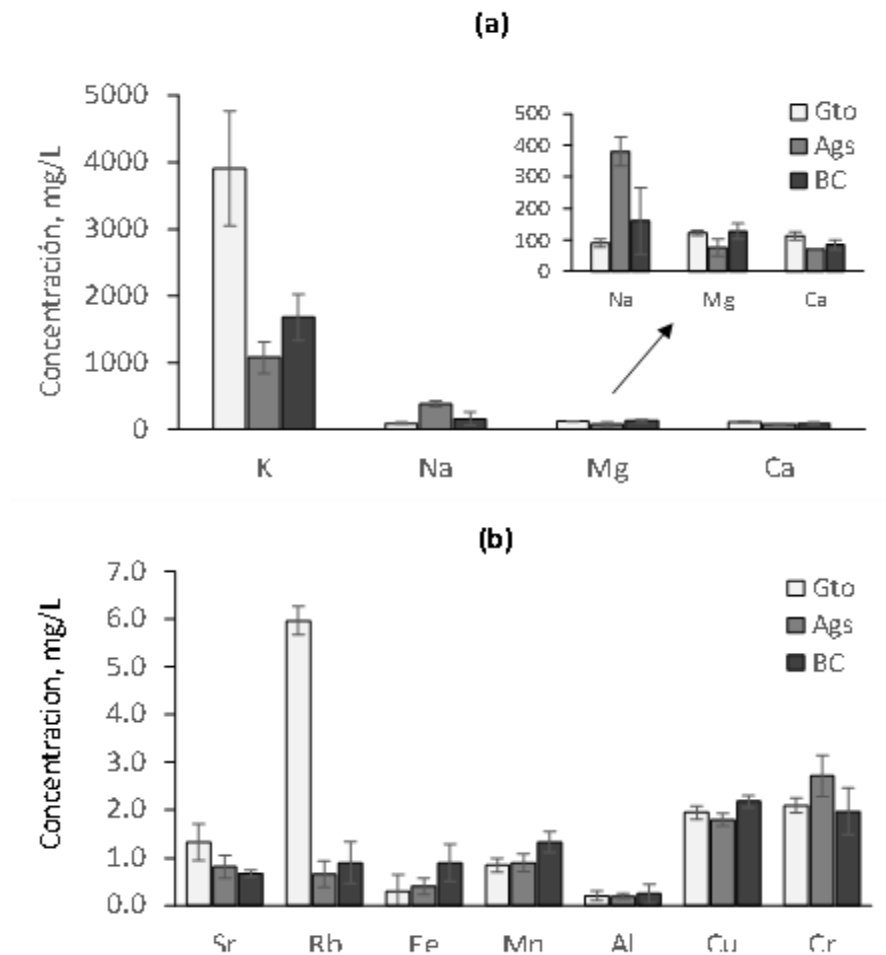 (a)
Concentración, mg/L
5000
4000
3000
2000
1000
0
K Na Mg Ca
500
400
300
200
100
0
Na Mg Ca
Gto
Ags
BC
(b)
Concentración, mg/L
7.0
6.0
5.0
4.0
3.0
2.0
1.0
0.0
Sr Rb Fe Mn Al Cu Cr
Gto
Ags
BC